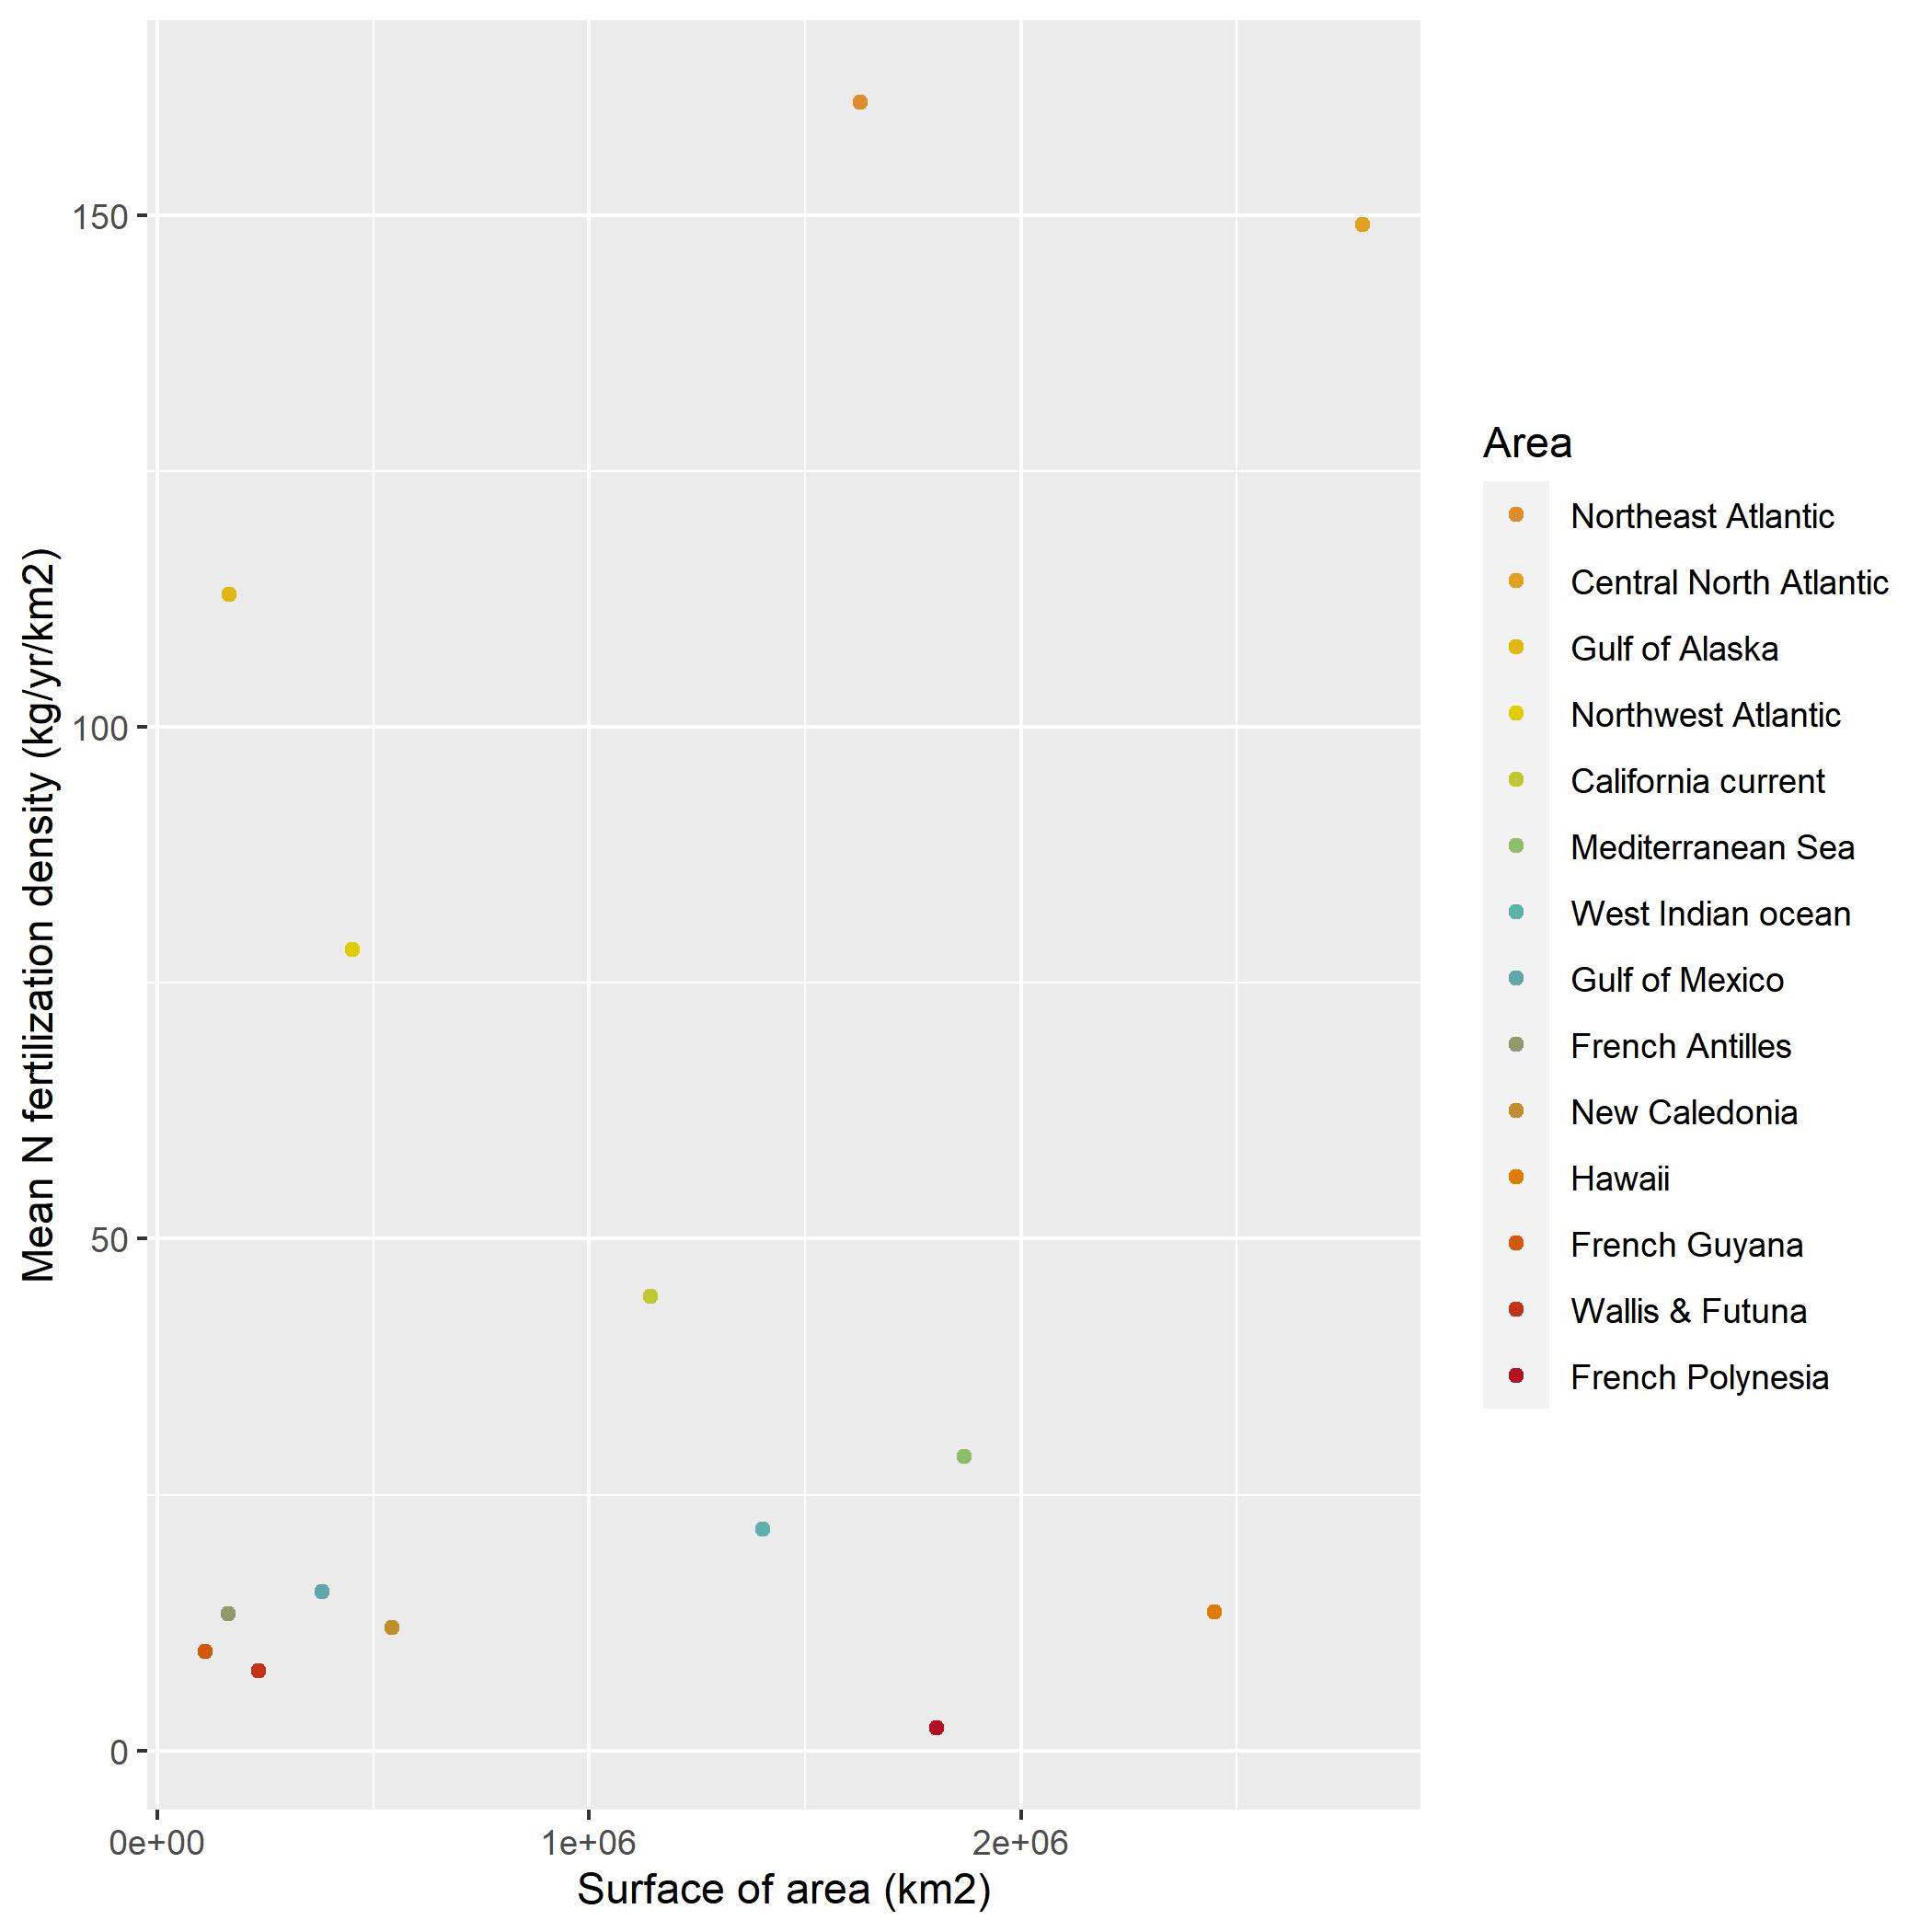 150
100
50
0
Mean N fertilization density (kg/yr/km2)
0e+00
1e+06
2e+06
Surface of area (km2)
Area
Northeast Atlantic
Central North Atlantic
Gulf of Alaska
Northwest Atlantic
California current
Mediterranean Sea
West Indian ocean
Gulf of Mexico
French Antilles
New Caledonia
Hawaii
French Guyana
Wallis & Futuna
French Polynesia